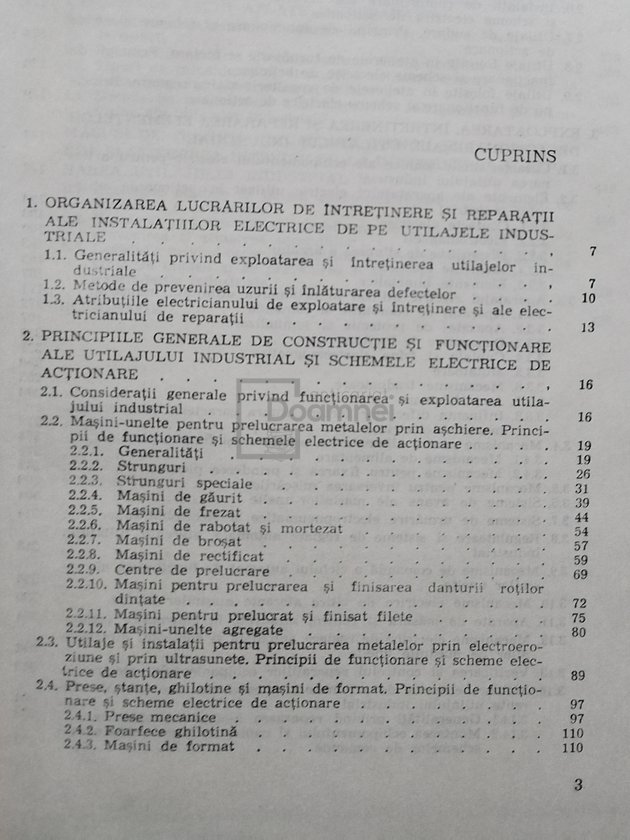 CUPRINS
1. ORGANIZAREA LUCRĂRILOR DE ÎNTREȚINERE ȘI REPARAȚII
ALE INSTALAȚIILOR ELECTRICE DE PE UTILAJELE INDUS-
TRIALE . . . . . . . . . . . . . 7
1.1. Generalități privind exploatarea și întreținerea utilajelor in-
dustriale . . . . . . . . . . . . 7
1.2. Metode de prevenirea uzurii și înlăturarea defectelor . . . . 10
1.3. Atribuțiile electricianului de exploatare și întreținere și ale elec-
tricianului de reparații . . . . . . . . . . 13
2. PRINCIPIILE GENERALE DE CONSTRUCȚIE ȘI FUNCȚIONARE
ALE UTILAJULUI INDUSTRIAL ȘI SCHEMELE ELECTRICE DE
ACȚIONARE . . . . . . . . . . . . 16
2.1. Considerații generale privind funcționarea și exploatarea utila-
jului industrial . . . . . . . . . . . 16
2.2. Mașini-unelte pentru prelucrarea metalelor prin așchiere. Princi-
pii de funcționare și schemele electrice de acționare . . . . 19
2.2.1. Generalități . . . . . . . . . . 19
2.2.2. Strunguri . . . . . . . . . . 26
2.2.3. Strunguri speciale . . . . . . . . . 31
2.2.4. Mașini de găurit . . . . . . . . . 39
2.2.5. Mașini de frezat . . . . . . . . . 44
2.2.6. Mașini de rabotat și mortezat . . . . . . . 54
2.2.7. Mașini de broșat . . . . . . . . . 57
2.2.8. Mașini de rectificat . . . . . . . . . 59
2.2.9. Centre de prelucrare . . . . . . . . 69
2.2.10. Mașini pentru prelucrarea și finisarea danturii roților
dințate . . . . . . . . . . . 72
2.2.11. Mașini pentru prelucrat și finisat filete . . . . 75
2.2.12. Mașini-unelte agregate . . . . . . . . 80
2.3. Utilaje și instalații pentru prelucrarea metalelor prin electroero-
ziune și prin ultrasunete. Principii de funcționare și scheme elec-
trice de acționare . . . . . . . . . . 89
2.4. Prese, ștanțe, ghilotine și mașini de format. Principii de funcțio-
nare și scheme electrice de acționare . . . . . . . 97
2.4.1. Prese mecanice . . . . . . . . . 97
2.4.2. Foarfece ghilotină . . . . . . . . . 110
2.4.3. Mașini de format . . . . . . . . . 110
Doamnei
3